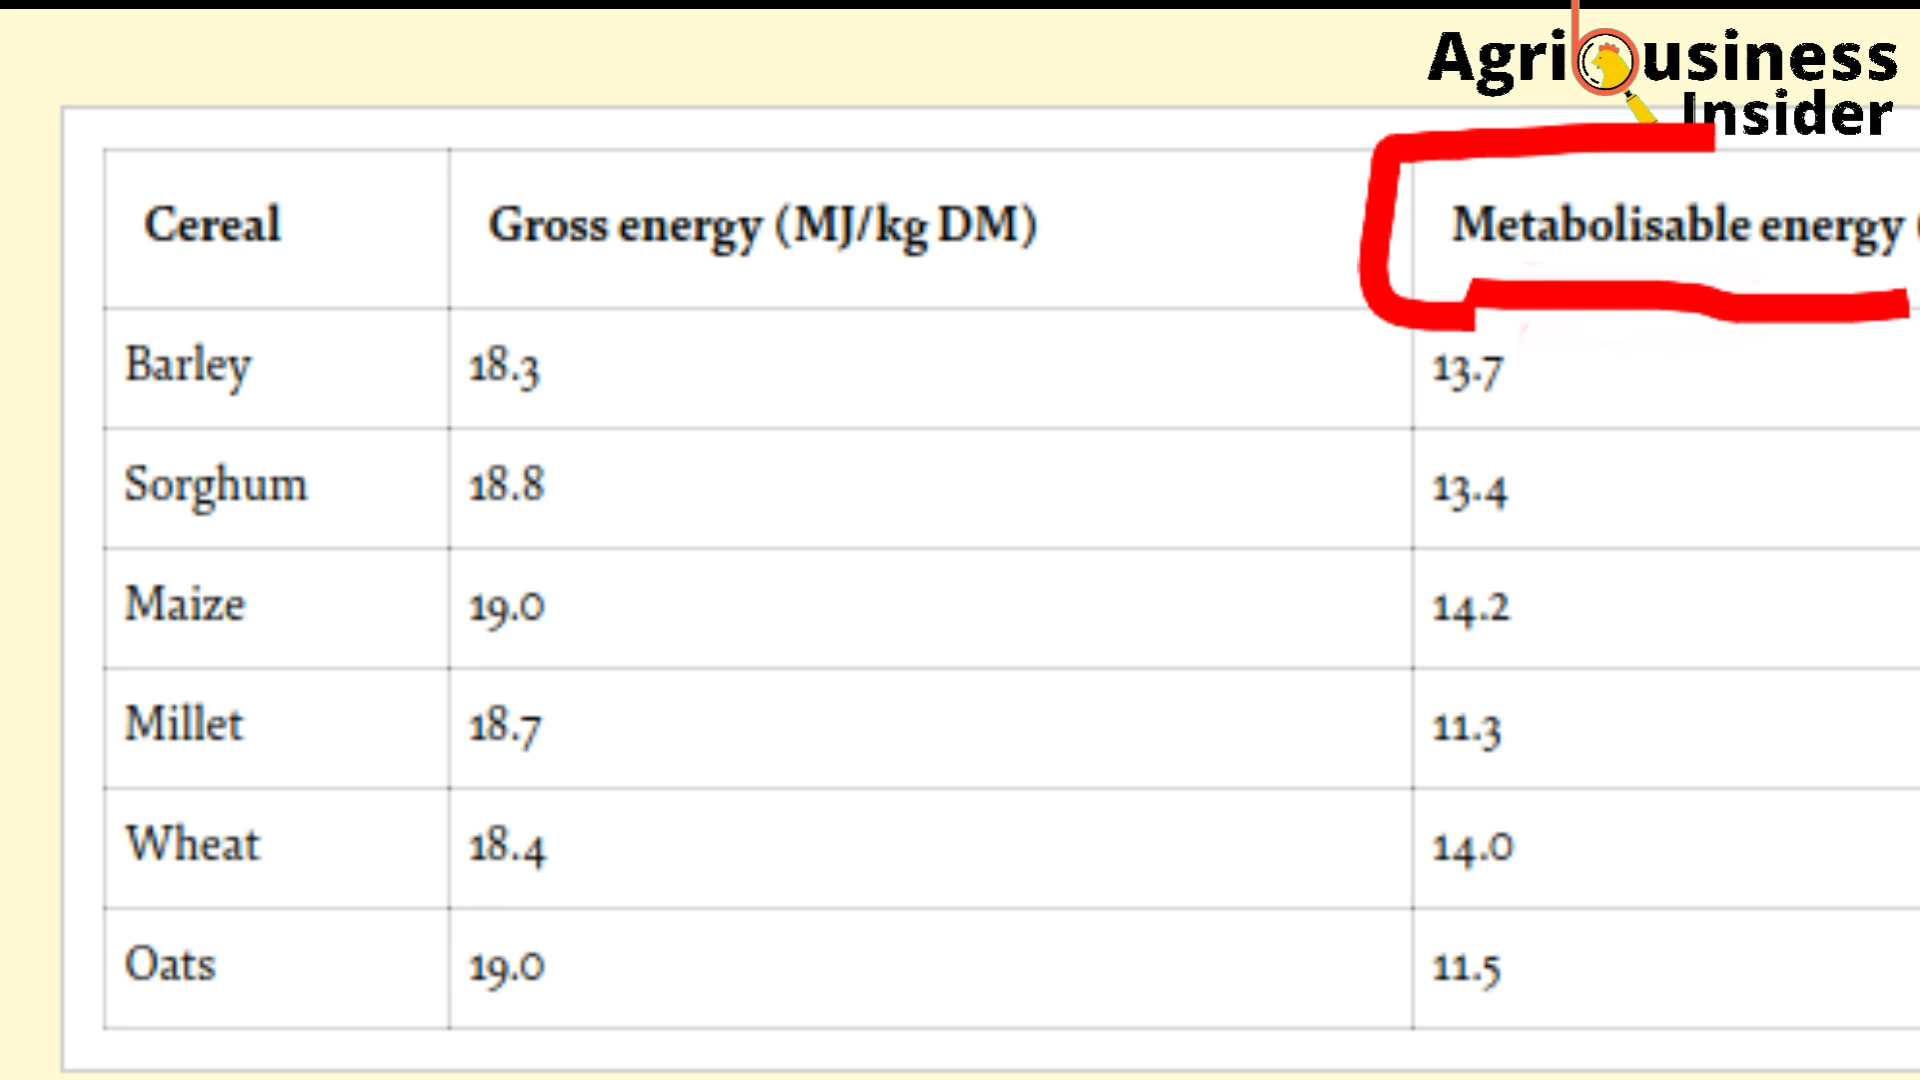 Agribusiness
Insider
Cereal Gross energy (MJ/kg DM) Metabolisable energy (
Barley 18.3 13.7
Sorghum 18.8 13.4
Maize 19.0 14.2
Millet 18.7 11.3
Wheat 18.4 14.0
Oats 19.0 11.5